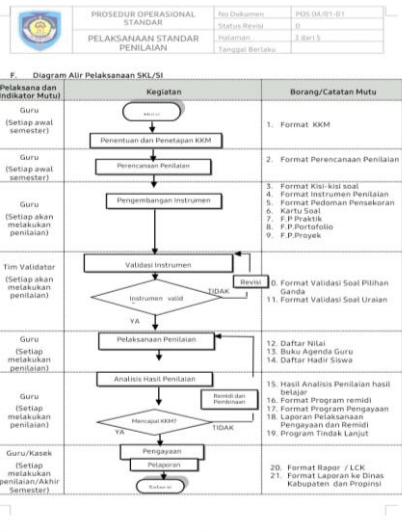 PROSEDUR OPERASIONAL
STANDAR
No Dokumen
POS 04/01-01
Status Revisi
0
PELAKSANAAN STANDAR
PENILAIAN
Halaman
3 dari 5
Tanggal Berlaku
F. Diagram Alir Pelaksanaan SKL/SI
Pelaksana dan
Indikator Mutu)
Kegiatan
Borang/Catatan Mutu
Guru
(Setiap awal
semester)
Penentuan dan Penetapan KKM
1. Format KKM
Guru
(Setiap awal
semester)
Perencanaan Penilaian
2. Format Perencanaan Penilaian
Guru
(Setiap akan
melakukan
penilaian)
Pengembangan Instrumen
3. Format Kisi-kisi soal
4. Format Instrumen Penilaian
5. Format Pedoman Pensekoran
6. Kartu Soal
7. F.P Praktik
8. F.P.Portofolio
9. F.P.Proyek
Tim Validator
(Setiap akan
melakukan
penilaian)
Validasi Instrumen
Revisi
Instrumen valid
TIDAK
YA
0. Format Validasi Soal Pilihan
Ganda
11. Format Validasi Soal Uraian
Guru
(Setiap
melakukan
penilaian)
Pelaksanaan Penilaian
12. Daftar Nilai
13. Buku Agenda Guru
14. Daftar Hadir Siswa
Guru
(Setiap
melakukan
penilaian)
Analisis Hasil Penilaian
Remidi dan
Pembinaan
Mencapai KKM?
YA
TIDAK
15. Hasil Analisis Penilaian hasil
belajar
16. Format Program remidi
17. Format Program Pengayaan
18. Laporan Pelaksanaan
Pengayaan dan Remidi
19. Program Tindak Lanjut
Guru/Kasek
(Setiap
melakukan
penilaian/Akhir
Semester)
Pengayaan
Pelaporan
20. Format Rapor / LCK
21. Format Laporan ke Dinas
Kabupaten dan Propinsi